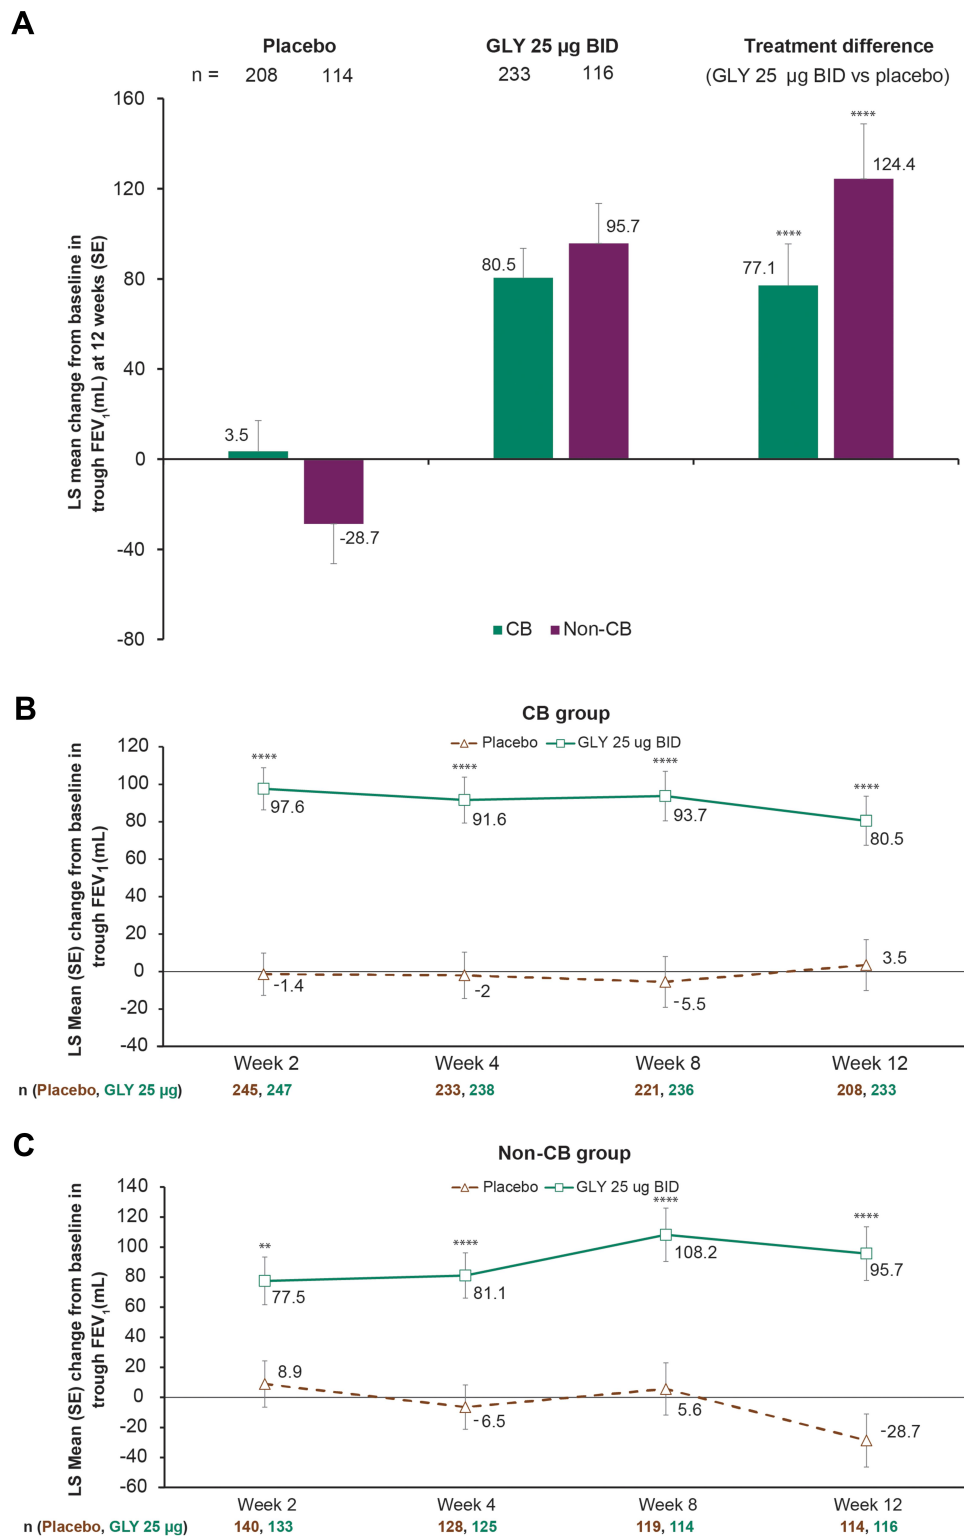 A
Placebo GLY 25 µg BID Treatment difference
n = 208 114 233 116 (GLY 25 µg BID vs placebo)
LS mean change from baseline in
trough FEV1(mL) at 12 weeks (SE)
160
120
80
40
0
-40
-80
3.5
-28.7
80.5
95.7
****
77.1
****
124.4
CB Non-CB
B
CB group
Placebo GLY 25 ug BID
LS Mean (SE) change from baseline in
trough FEV1(mL)
120
100
80
60
40
20
0
-20
-40
**** **** **** ****
97.6 91.6 93.7 80.5
-1.4 -2 -5.5 3.5
Week 2 Week 4 Week 8 Week 12
n (Placebo, GLY 25 µg) 245, 247 233, 238 221, 236 208, 233
C
Non-CB group
Placebo GLY 25 ug BID
LS Mean (SE) change from baseline in
trough FEV1(mL)
140
120
100
80
60
40
20
0
-20
-40
-60
** **** **** ****
77.5 81.1 108.2 95.7
8.9 -6.5 5.6 -28.7
Week 2 Week 4 Week 8 Week 12
n (Placebo, GLY 25 µg) 140, 133 128, 125 119, 114 114, 116